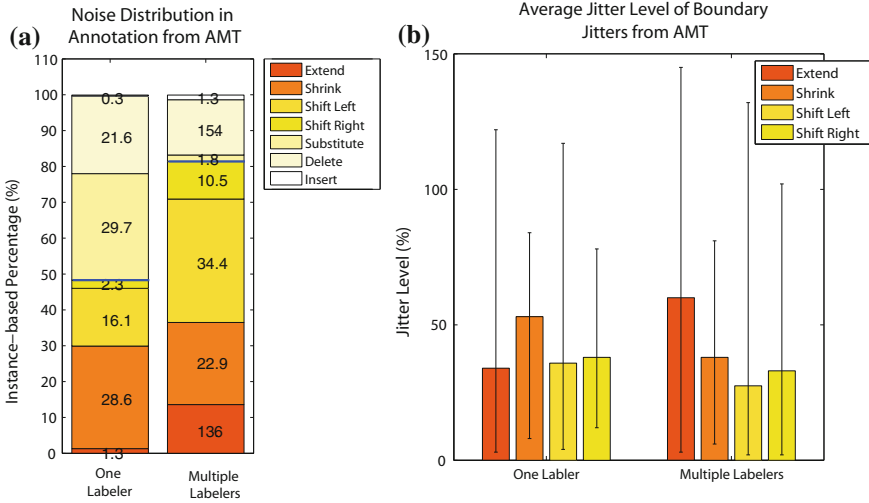 (a)
Noise Distribution in
Annotation from AMT
Instance–based Percentage (%)
110
100
90
80
70
60
50
40
30
20
10
0
0.3
21.6
29.7
2.3
16.1
28.6
1.3
1.3
154
1.8
10.5
34.4
22.9
136
One
Labeler
Multiple
Labelers
Extend
Shrink
Shift Left
Shift Right
Substitute
Delete
Insert
(b)
Average Jitter Level of Boundary
Jitters from AMT
Jitter Level (%)
150
100
50
0
One Labler
Multiple Labelers
Extend
Shrink
Shift Left
Shift Right